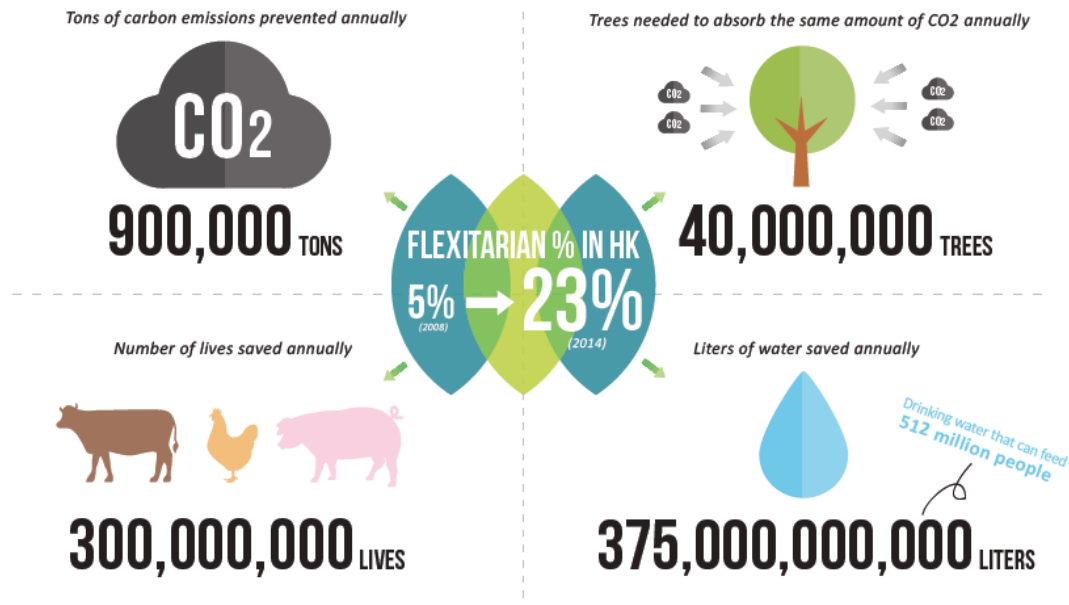 Tons of carbon emissions prevented annually
CO2
900,000 TONS
Trees needed to absorb the same amount of CO2 annually
CO2
CO2
CO2
CO2
40,000,000 TREES
FLEXITARIAN % IN HK
5% 23%
(2008)
(2014)
Number of lives saved annually
300,000,000 LIVES
Liters of water saved annually
Drinking water that can feed
512 million people
375,000,000,000 LITERS